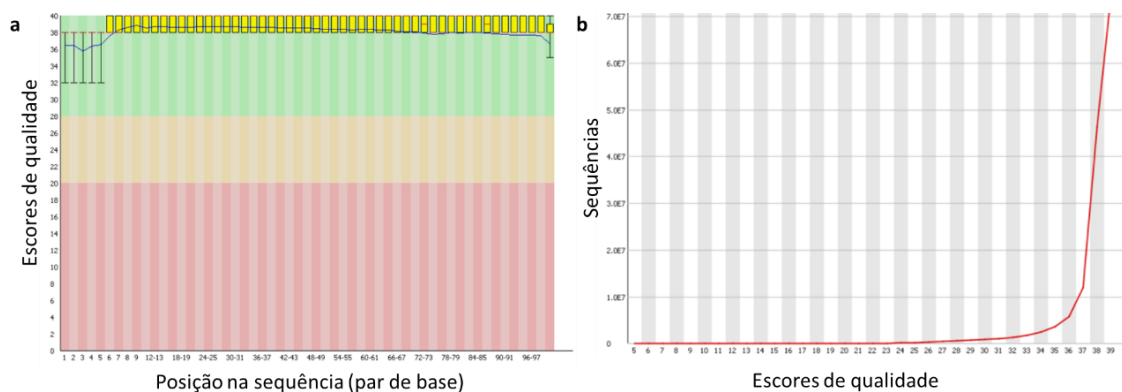 a
Escores de qualidade
40
38
36
34
32
30
28
26
24
22
20
18
16
14
12
10
8
6
4
2
0
1 2 3 4 5 6 7 8 9 12-13 18-19 24-25 30-31 36-37 42-43 48-49 54-55 60-61 66-67 72-73 78-79 84-85 90-91 96-97
Posição na sequência (par de base)
b
Sequências
7.0E7
6.0E7
5.0E7
4.0E7
3.0E7
2.0E7
1.0E7
0
5 6 7 8 9 10 11 12 13 14 15 16 17 18 19 20 21 22 23 24 25 26 27 28 29 30 31 32 33 34 35 36 37 38 39
Escores de qualidade